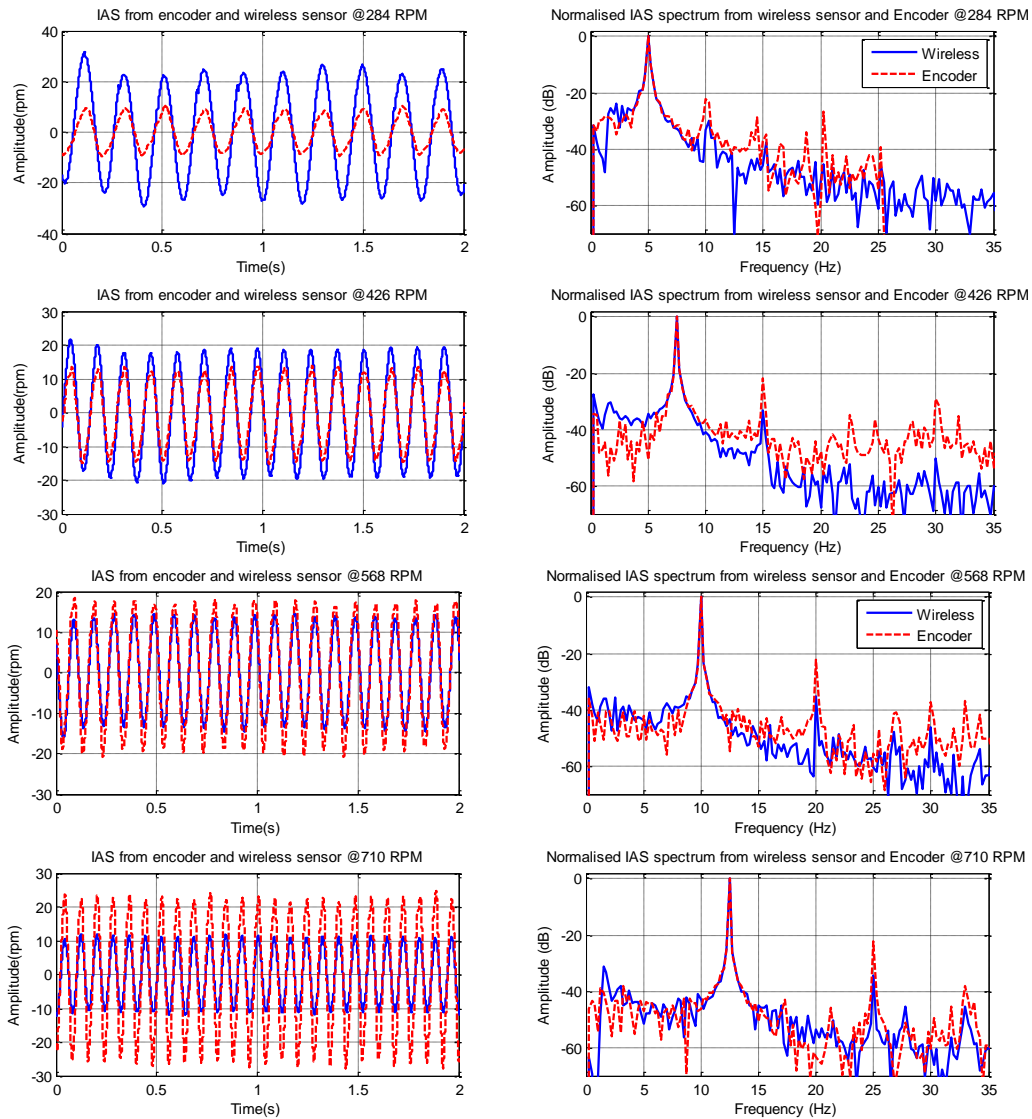 IAS from encoder and wireless sensor @284 RPM
40
20
0
-20
40
Amplitude(rpm)
0 0.5 1 1.5 2
Time(s)
Normalised IAS spectrum from wireless sensor and Encoder @284 RPM
0
-20
-40
-60
Amplitude (dB)
Wireless
Encoder
0 5 10 15 20 25 30 35
Frequency (Hz)
IAS from encoder and wireless sensor @426 RPM
30
20
10
0
-10
-20
-30
Amplitude(rpm)
0 0.5 1 1.5 2
Time(s)
Normalised IAS spectrum from wireless sensor and Encoder @426 RPM
0
-20
-40
-60
Amplitude (dB)
0 5 10 15 20 25 30 35
Frequency (Hz)
IAS from encoder and wireless sensor @568 RPM
20
10
0
-10
-20
-30
Amplitude(rpm)
0 0.5 1 1.5 2
Time(s)
Normalised IAS spectrum from wireless sensor and Encoder @568 RPM
0
-20
-40
-60
Amplitude (dB)
Wireless
Encoder
0 5 10 15 20 25 30 35
Frequency (Hz)
IAS from encoder and wireless sensor @710 RPM
30
20
10
0
-10
-20
-30
Amplitude(rpm)
0 0.5 1 1.5 2
Time(s)
Normalised IAS spectrum from wireless sensor and Encoder @710 RPM
0
-20
-40
-60
Amplitude (dB)
0 5 10 15 20 25 30 35
Frequency (Hz)